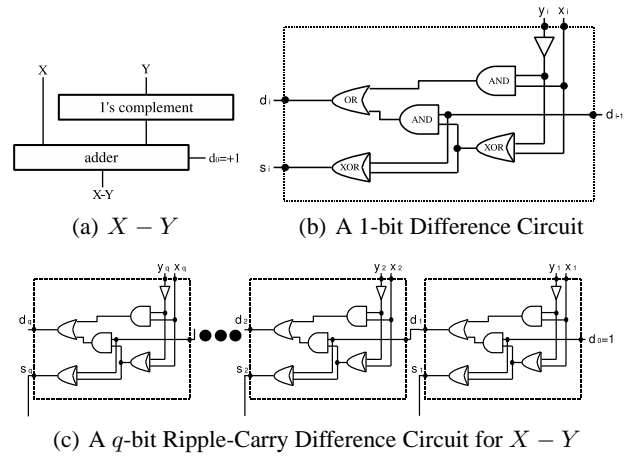 X
Y
1's complement
adder
d₀=+1
X-Y
(a) X − Y
yᵢ xᵢ
AND
OR
AND
dᵢ
dᵢ₋₁
XOR
XOR
sᵢ
(b) A 1-bit Difference Circuit
y_q x_q
d_q
s_q
y₂ x₂
d₂
s₂
y₁ x₁
d₁
d₀=1
s₁
(c) A q-bit Ripple-Carry Difference Circuit for X − Y